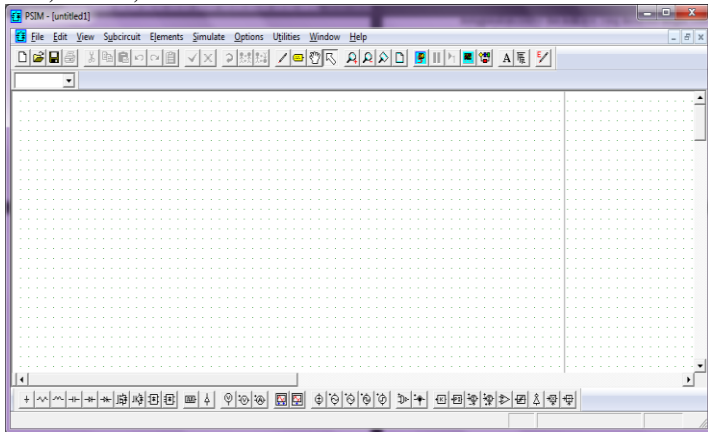 PSIM - [untitled1]
File Edit View Subcircuit Elements Simulate Options Utilities Window Help
A